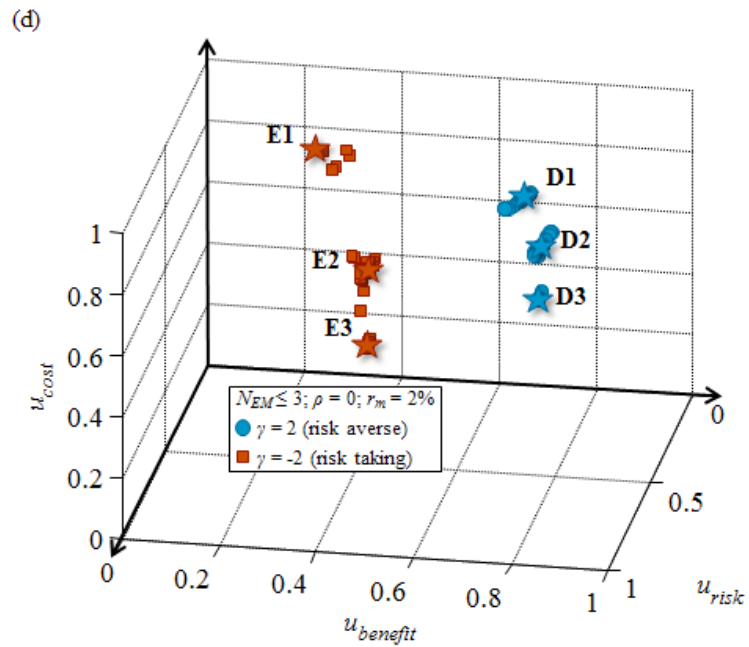 (d)
E1
D1
E2
D2
D3
E3
1
0.8
0.6
0.4
0.2
0
u_cost
N_EM ≤ 3; ρ = 0; r_m = 2%
γ = 2 (risk averse)
γ = -2 (risk taking)
0
0.5
1
u_risk
0
0.2
0.4
0.6
0.8
1
u_benefit